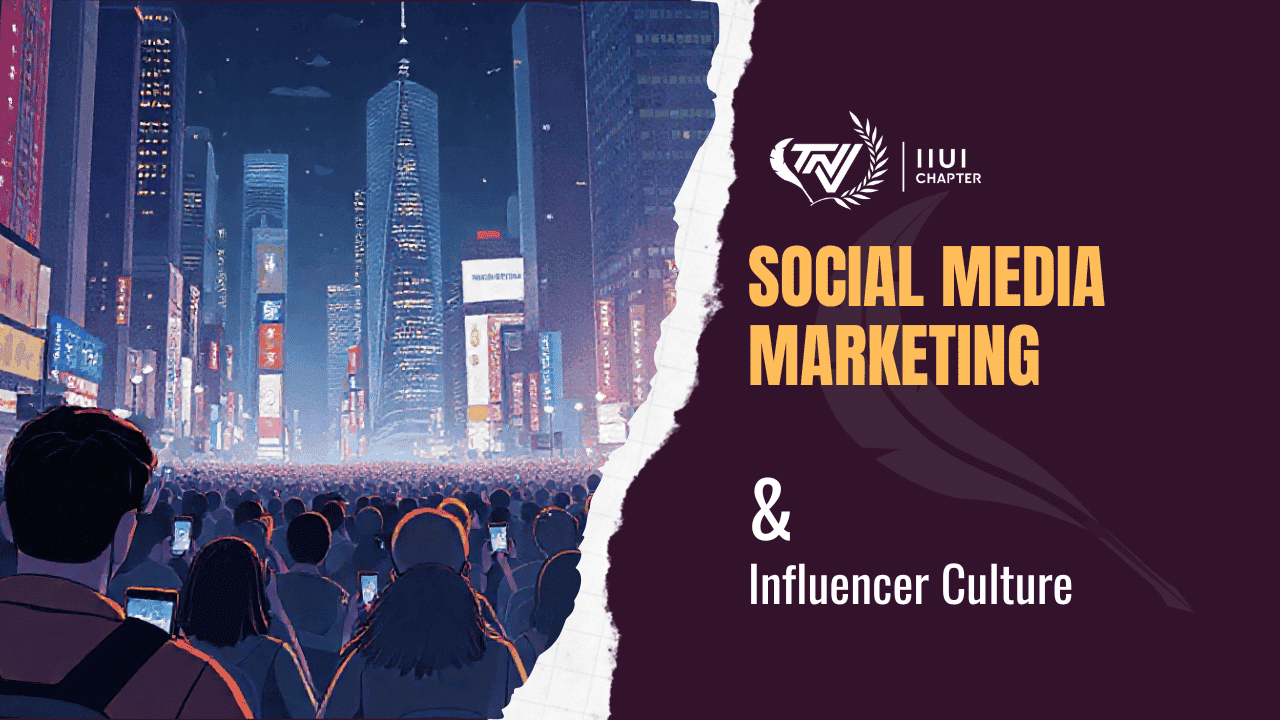 TNV
IIUI
CHAPTER
SOCIAL MEDIA
MARKETING
&
Influencer Culture